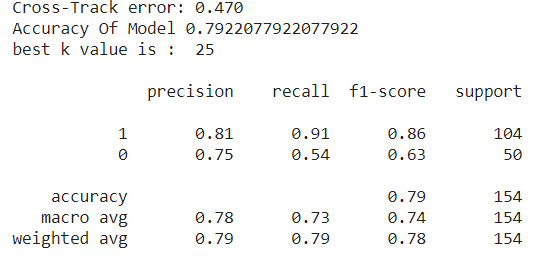 Cross-Track error: 0.470
Accuracy Of Model 0.7922077922077922
best k value is :  25
precision    recall  f1-score   support
1       0.81      0.91      0.86       104
0       0.75      0.54      0.63        50
accuracy                           0.79       154
macro avg       0.78      0.73      0.74       154
weighted avg       0.79      0.79      0.78       154